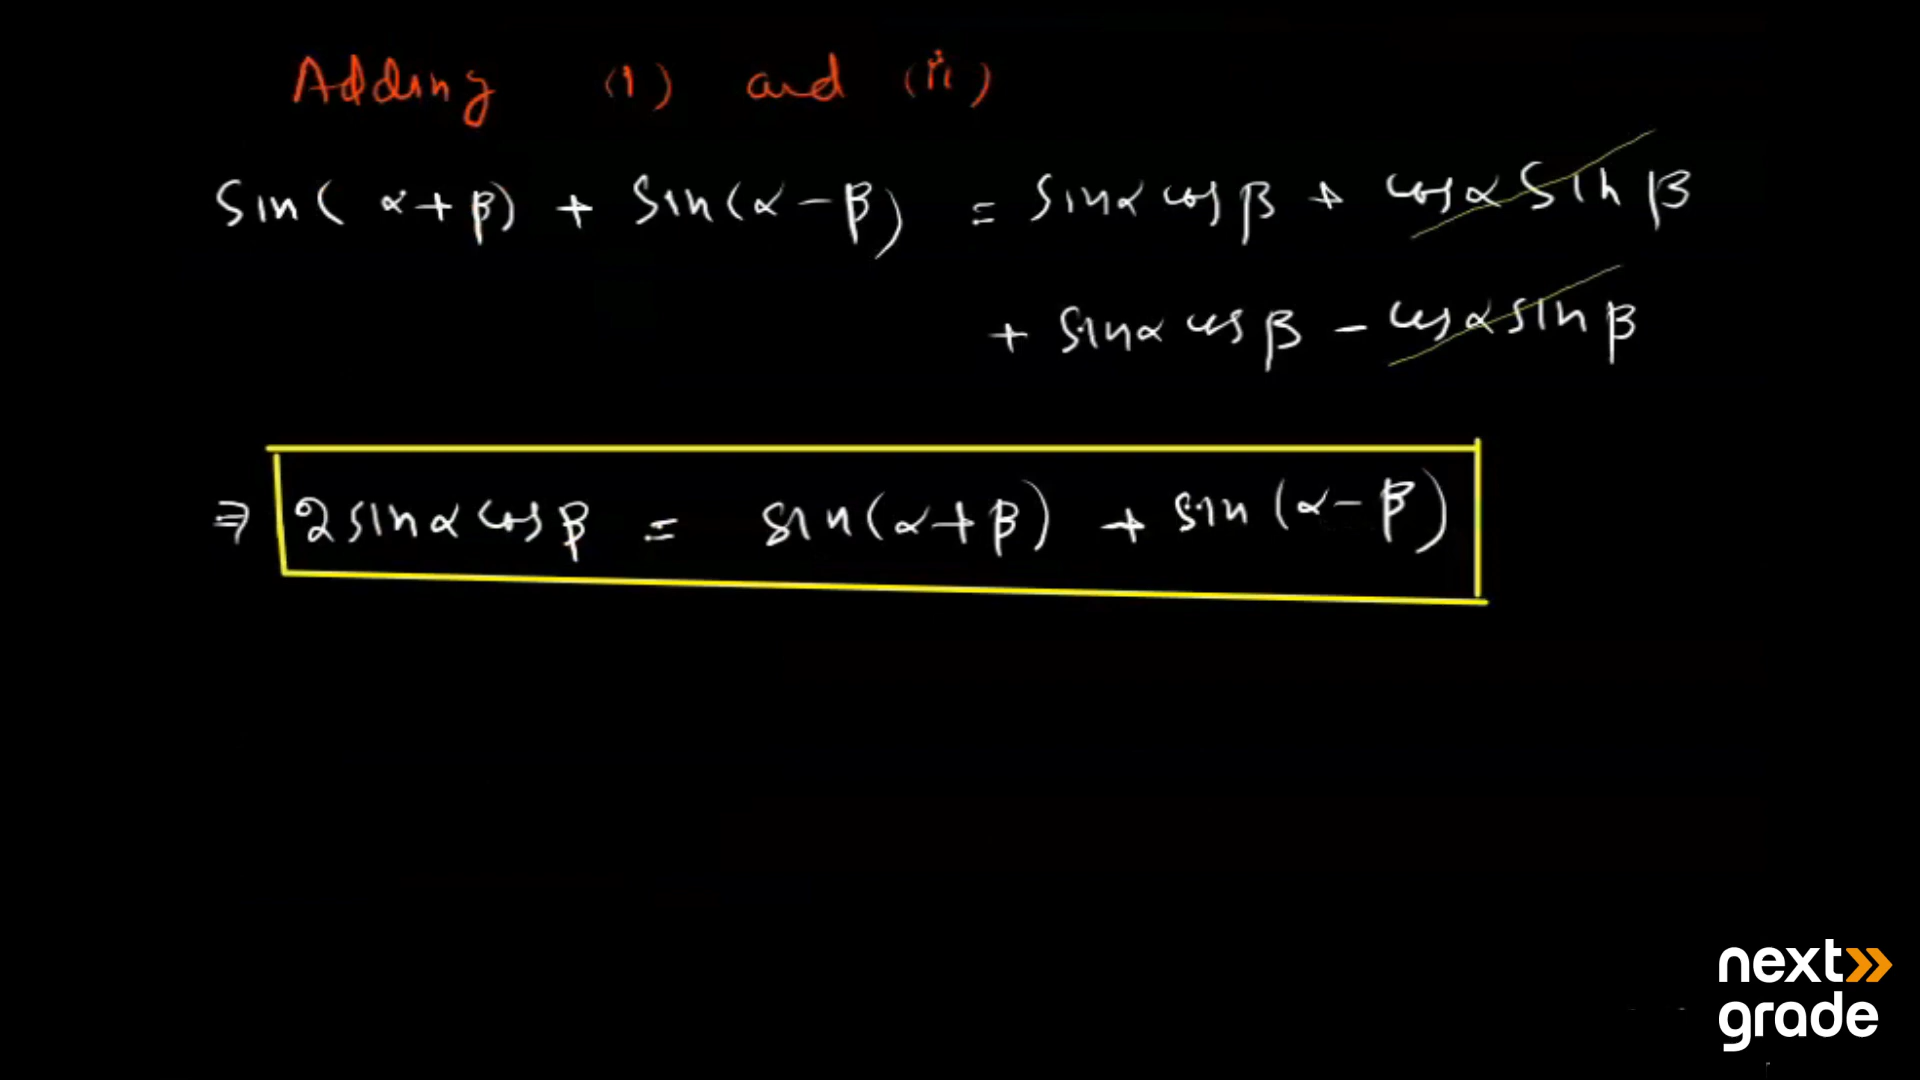 Adding (i) and (ii)
Sin(α+β) + Sin(α-β) = Sinα cosβ + cosα Sinβ
+ Sinα cosβ - cosα sinβ
⇒ 2sinα cosβ = sin(α+β) + sin(α-β)
next
grade